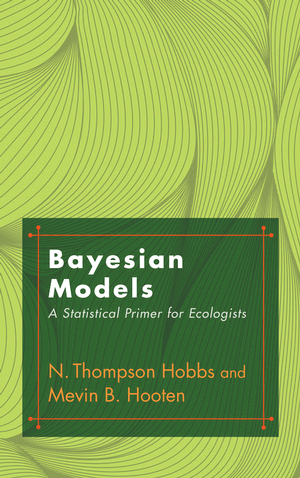 Bayesian
Models
A Statistical Primer for Ecologists
N. Thompson Hobbs and
Mevin B. Hooten